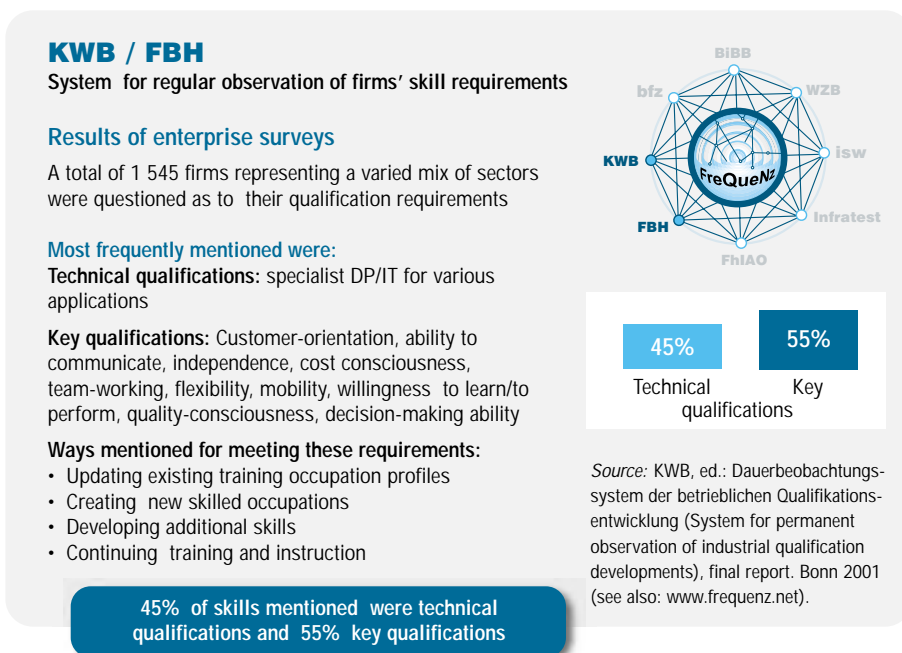 KWB / FBH
System for regular observation of firms' skill requirements
Results of enterprise surveys
A total of 1 545 firms representing a varied mix of sectors
were questioned as to their qualification requirements
Most frequently mentioned were:
Technical qualifications: specialist DP/IT for various
applications
Key qualifications: Customer-orientation, ability to
communicate, independence, cost consciousness,
team-working, flexibility, mobility, willingness to learn/to
perform, quality-consciousness, decision-making ability
Ways mentioned for meeting these requirements:
• Updating existing training occupation profiles
• Creating new skilled occupations
• Developing additional skills
• Continuing training and instruction
45% of skills mentioned were technical
qualifications and 55% key qualifications
BiBB
bfz
WZB
KWB
isw
FreQueNz
FBH
Infratest
FhIAO
45%
55%
Technical
Key
qualifications
Source: KWB, ed.: Dauerbeobachtungs-
system der betrieblichen Qualifikations-
entwicklung (System for permanent
observation of industrial qualification
developments), final report. Bonn 2001
(see also: www.frequenz.net).